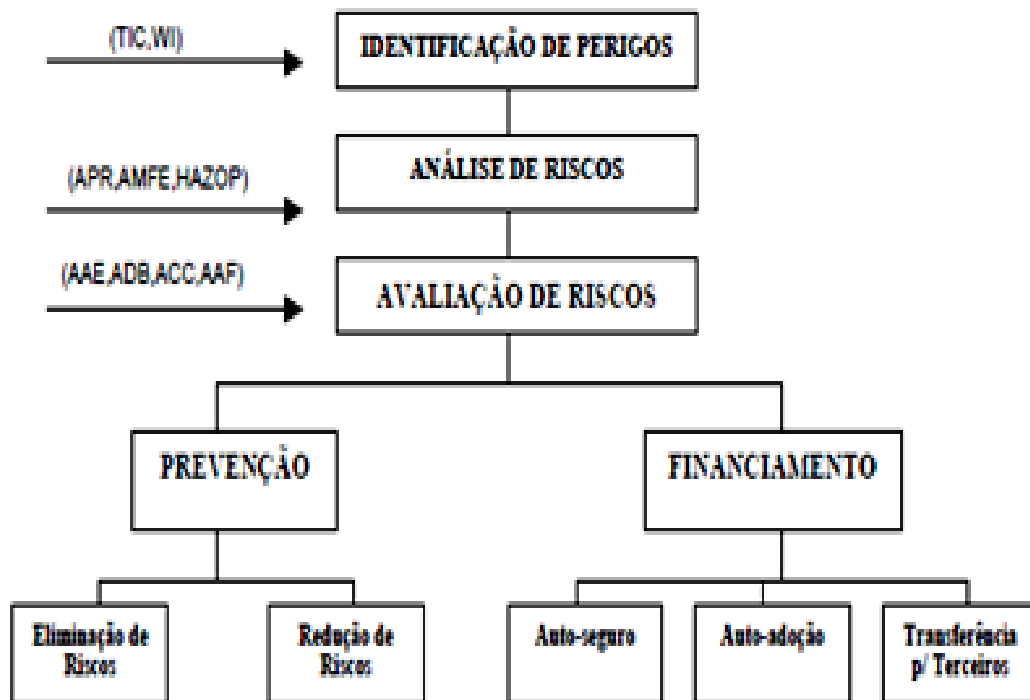 (TIC,WI)
IDENTIFICAÇÃO DE PERIGOS
ANÁLISE DE RISCOS
(APR,AMFE,HAZOP)
(AAE,ADB,ACC,AAF)
AVALIAÇÃO DE RISCOS
PREVENÇÃO
FINANCIAMENTO
Eliminação de
Riscos
Redução de
Riscos
Auto-seguro
Auto-adoção
Transferência
p/ Terceiros